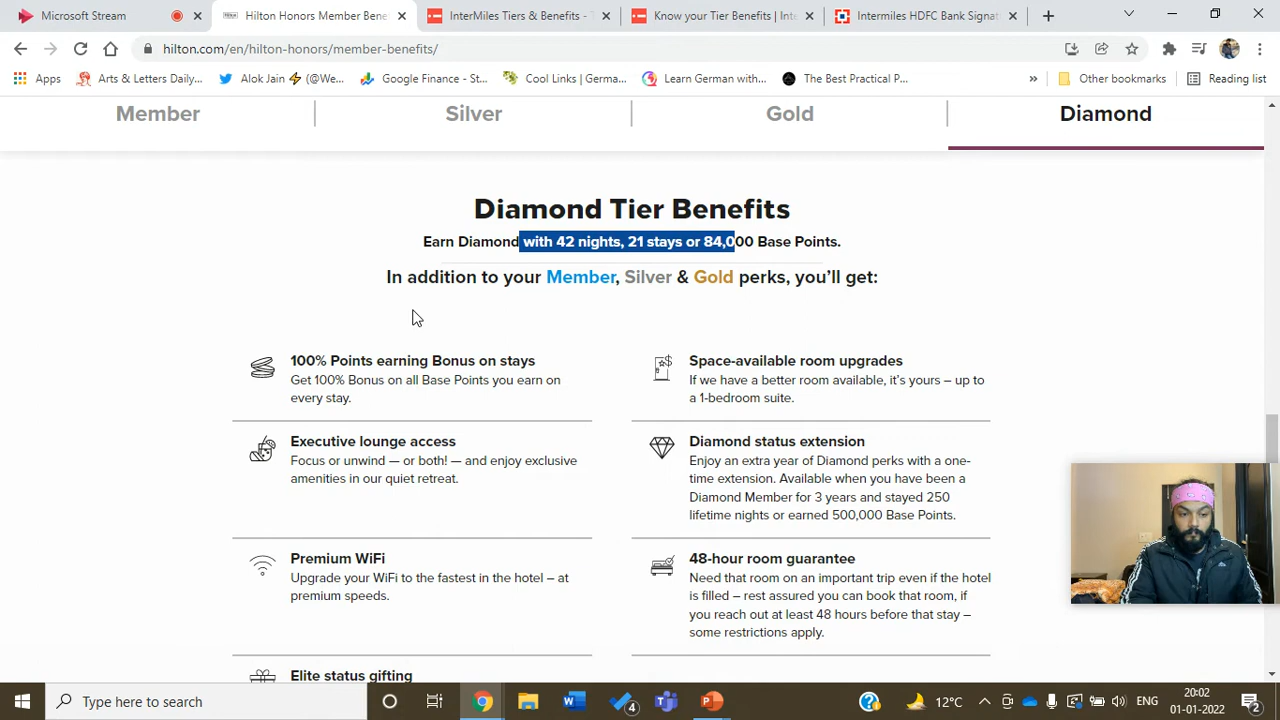 Microsoft Stream
Hilton Honors Member Bene
InterMiles Tiers & Benefits - T
Know your Tier Benefits | Inte
Intermiles HDFC Bank Signat
hilton.com/en/hilton-honors/member-benefits/
Apps
Arts & Letters Daily...
Alok Jain⚡(@We...
Google Finance - St...
Cool Links | Germa...
Learn German with...
The Best Practical P...
»
Other bookmarks
Reading list
Member
Silver
Gold
Diamond
Diamond Tier Benefits
Earn Diamond with 42 nights, 21 stays or 84,000 Base Points.
In addition to your Member, Silver & Gold perks, you’ll get:
100% Points earning Bonus on stays
Get 100% Bonus on all Base Points you earn on
every stay.
Space-available room upgrades
If we have a better room available, it’s yours – up to
a 1-bedroom suite.
Executive lounge access
Focus or unwind — or both! — and enjoy exclusive
amenities in our quiet retreat.
Diamond status extension
Enjoy an extra year of Diamond perks with a one-
time extension. Available when you have been a
Diamond Member for 3 years and stayed 250
lifetime nights or earned 500,000 Base Points.
Premium WiFi
Upgrade your WiFi to the fastest in the hotel – at
premium speeds.
48-hour room guarantee
Need that room on an important trip even if the hotel
is filled – rest assured you can book that room, if
you reach out at least 48 hours before that stay –
some restrictions apply.
Elite status gifting
Type here to search
4
12°C
ENG
20:02
01-01-2022
2